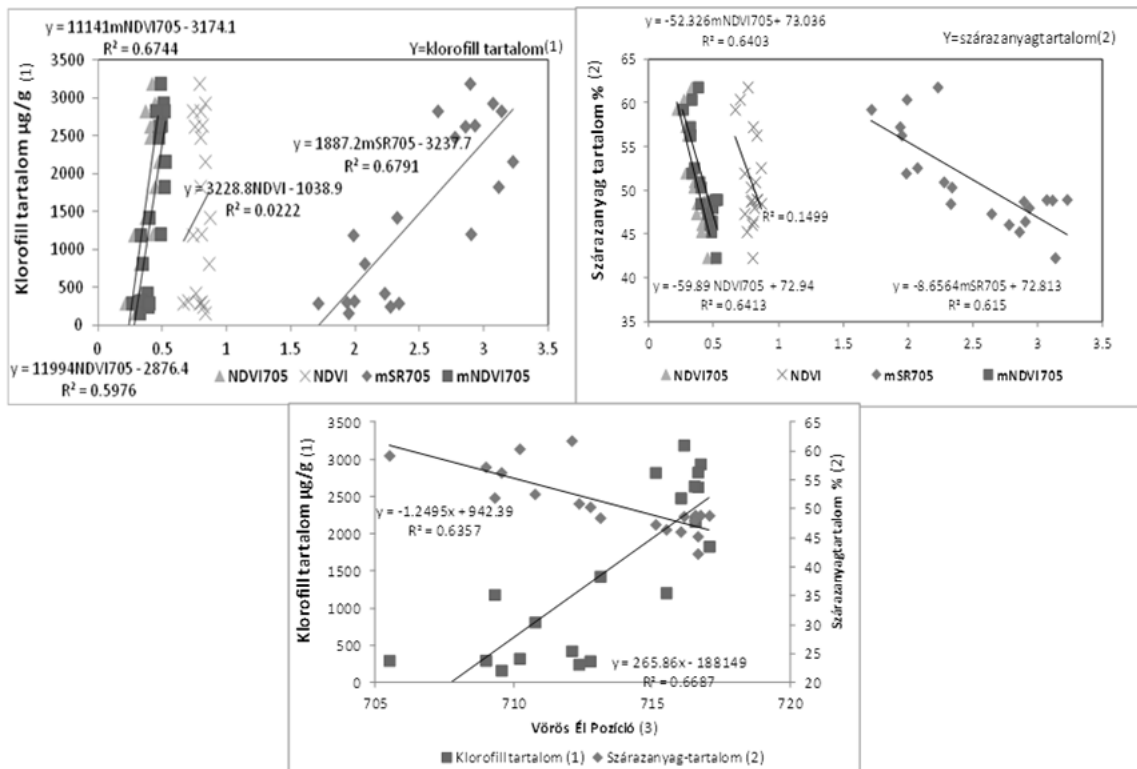 y = 11141mNDVI705 - 3174.1
R² = 0.6744
Y=klorofill tartalom(1)
Klorofill tartalom µg/g (1)
3500
3000
2500
2000
1500
1000
500
0
y = 1887.2mSR705 - 3237.7
R² = 0.6791
y = 3228.8NDVI - 1038.9
R² = 0.0222
0 0.5 1 1.5 2 2.5 3 3.5
y = 11994NDVI705 - 2876.4
R² = 0.5976
NDVI705 NDVI mSR705 mNDVI705
y = -52.326mNDVI705+ 73.036
R² = 0.6403
Y=szárazanyagtartalom(2)
Szárazanyag tartalom % (2)
65
60
55
50
45
40
35
R² = 0.1499
y = -59.89 NDVI705 + 72.94
R² = 0.6413
y = -8.6564mSR705 + 72.813
R² = 0.615
0 0.5 1 1.5 2 2.5 3 3.5
NDVI705 NDVI mSR705 mNDVI705
Klorofill tartalom µg/g (1)
3500
3000
2500
2000
1500
1000
500
0
y = -1.2495x + 942.39
R² = 0.6357
y = 265.86x - 188149
R² = 0.6687
65
60
55
50
45
40
35
30
25
20
Szárazanyagtartalom % (2)
705 710 715 720
Vörös Él Pozíció (3)
Klorofill tartalom (1) Szárazanyag-tartalom (2)